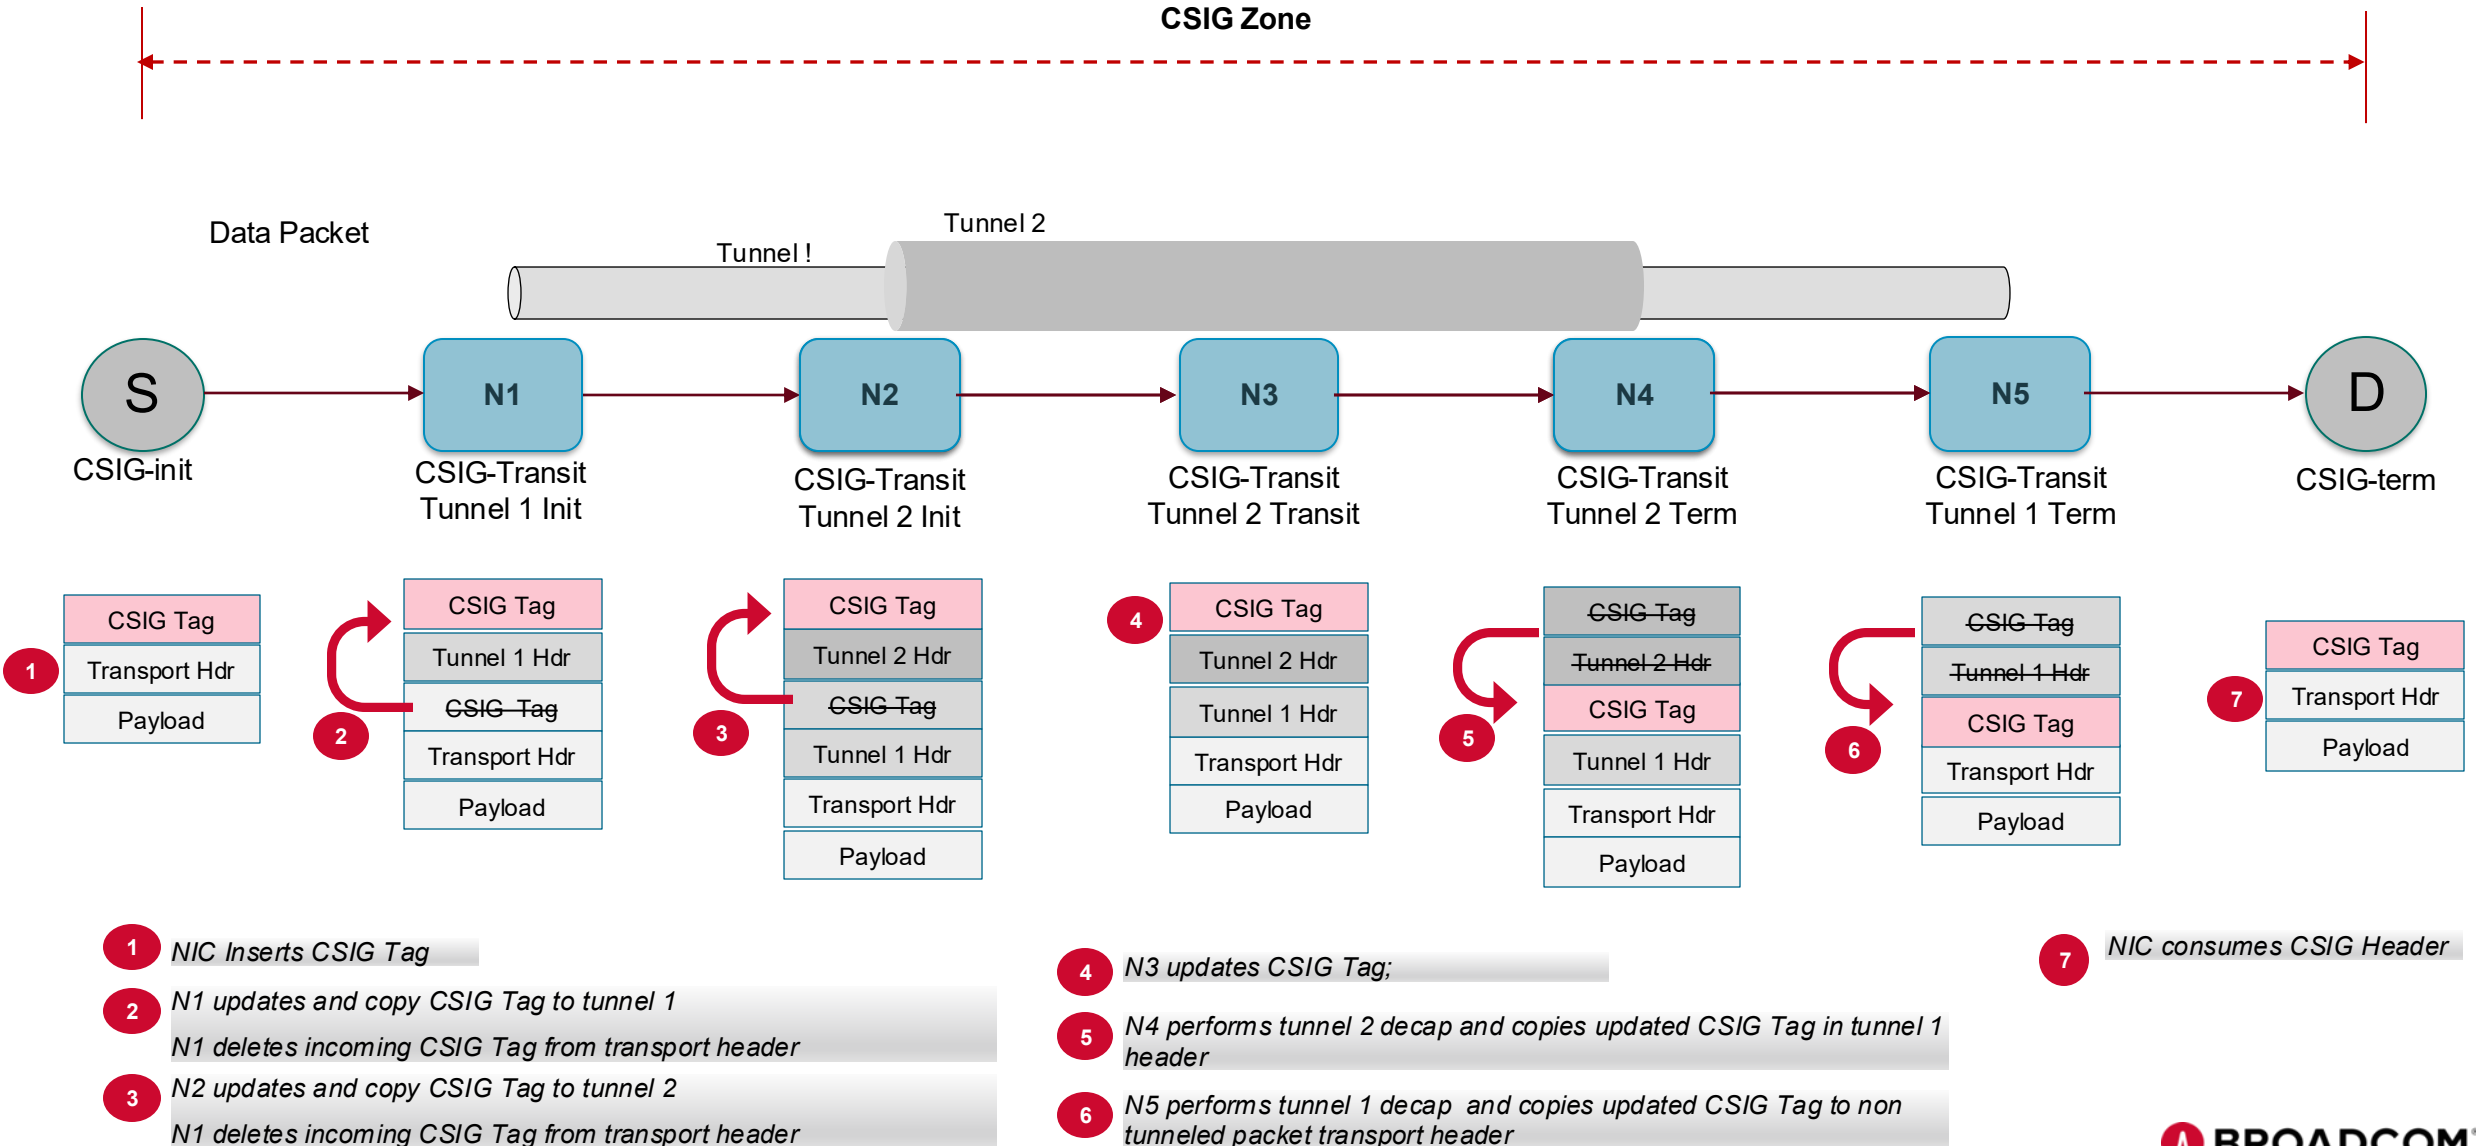 CSIG Zone
Data Packet
Tunnel 2
Tunnel !
S
N1
N2
N3
N4
N5
D
CSIG-init
CSIG-Transit
Tunnel 1 Init
CSIG-Transit
Tunnel 2 Init
CSIG-Transit
Tunnel 2 Transit
CSIG-Transit
Tunnel 2 Term
CSIG-Transit
Tunnel 1 Term
CSIG-term
1
CSIG Tag
Transport Hdr
Payload
2
CSIG Tag
Tunnel 1 Hdr
CSIG Tag
Transport Hdr
Payload
3
CSIG Tag
Tunnel 2 Hdr
CSIG Tag
Tunnel 1 Hdr
Transport Hdr
Payload
4
CSIG Tag
Tunnel 2 Hdr
Tunnel 1 Hdr
Transport Hdr
Payload
5
CSIG Tag
Tunnel 2 Hdr
CSIG Tag
Tunnel 1 Hdr
Transport Hdr
Payload
6
CSIG Tag
Tunnel 1 Hdr
CSIG Tag
Transport Hdr
Payload
7
CSIG Tag
Transport Hdr
Payload
1 NIC Inserts CSIG Tag
2 N1 updates and copy CSIG Tag to tunnel 1
N1 deletes incoming CSIG Tag from transport header
3 N2 updates and copy CSIG Tag to tunnel 2
N1 deletes incoming CSIG Tag from transport header
4 N3 updates CSIG Tag;
5 N4 performs tunnel 2 decap and copies updated CSIG Tag in tunnel 1
header
6 N5 performs tunnel 1 decap and copies updated CSIG Tag to non
tunneled packet transport header
7 NIC consumes CSIG Header
BROADCOM